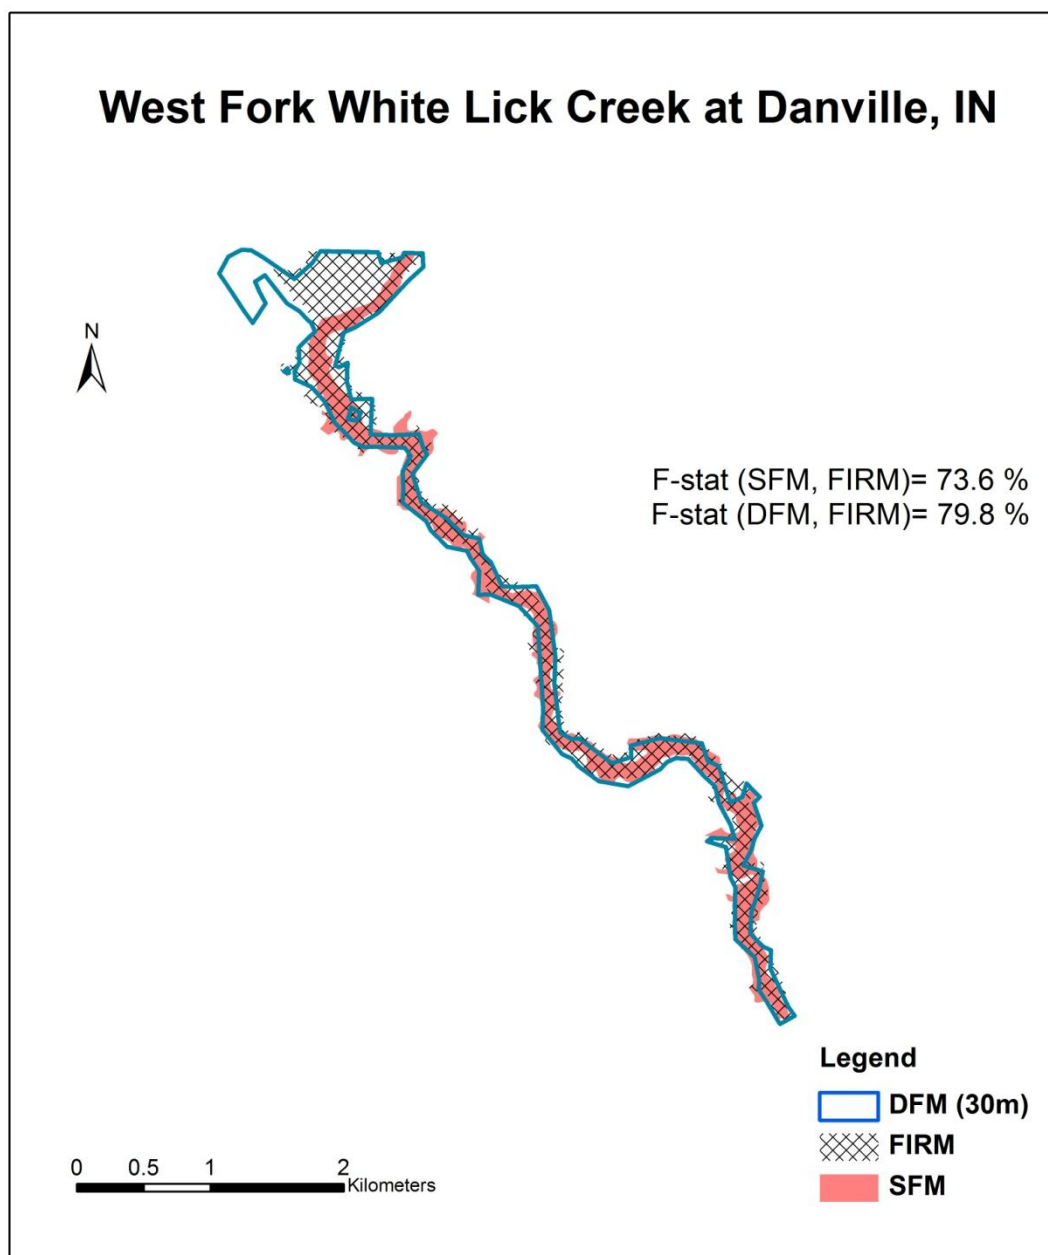 West Fork White Lick Creek at Danville, IN
N
F-stat (SFM, FIRM)= 73.6 %
F-stat (DFM, FIRM)= 79.8 %
Legend
DFM (30m)
FIRM
SFM
0 0.5 1 2
Kilometers